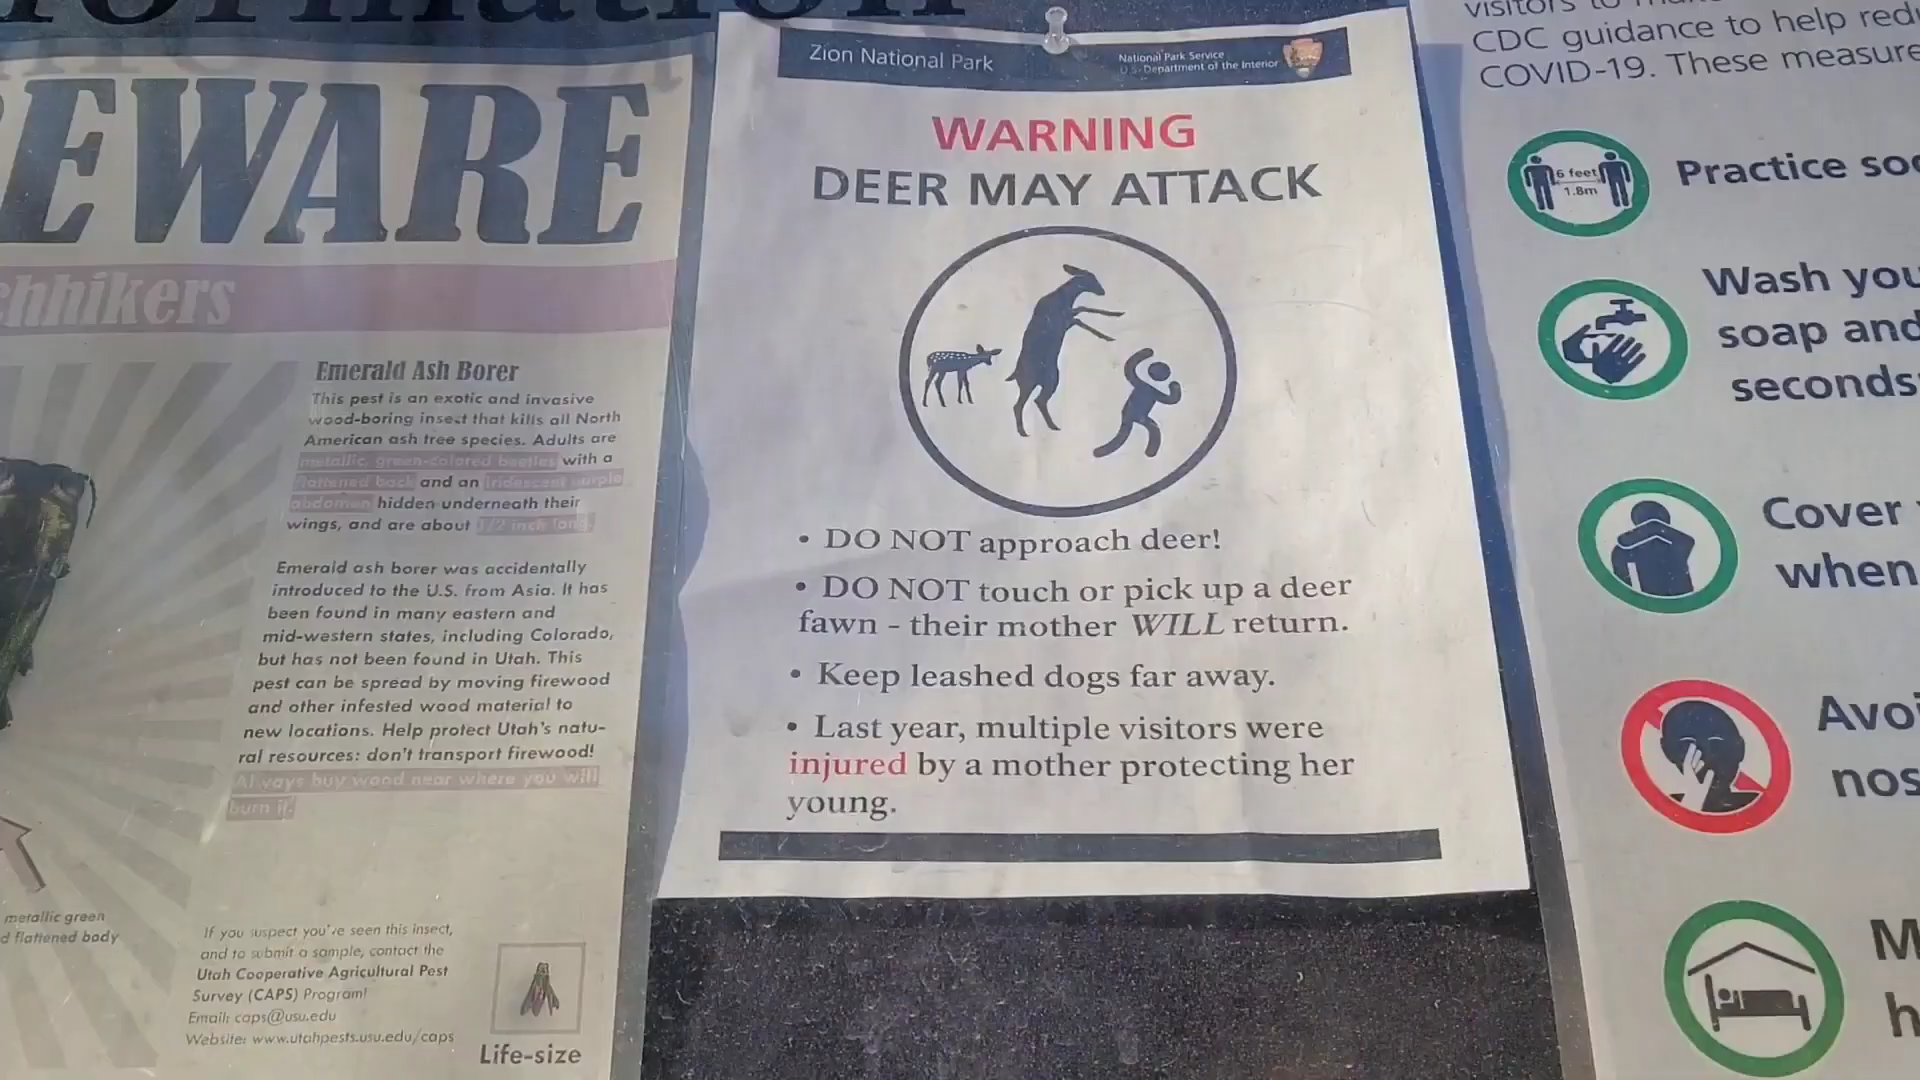 EWARE
chhikers
Emerald Ash Borer
This pest is an exotic and invasive
wood-boring insect that kills all North
American ash tree species. Adults are
metallic green-colored beetles with a
flattened back and an iridescent purple
abdomen hidden underneath their
wings, and are about 1/2 inch long.
Emerald ash borer was accidentally
introduced to the U.S. from Asia. It has
been found in many eastern and
mid-western states, including Colorado,
but has not been found in Utah. This
pest can be spread by moving firewood
and other infested wood material to
new locations. Help protect Utah's natu-
ral resources: don't transport firewood!
Always buy wood near where you will
burn it.
metallic green
d flattened body
If you suspect you've seen this insect,
and to submit a sample, contact the
Utah Cooperative Agricultural Pest
Survey (CAPS) Program!
Email: caps@usu.edu
Website: www.utahpests.usu.edu/caps
Life-size
Zion National Park
National Park Service
U.S. Department of the Interior
WARNING
DEER MAY ATTACK
• DO NOT approach deer!
• DO NOT touch or pick up a deer
fawn - their mother WILL return.
• Keep leashed dogs far away.
• Last year, multiple visitors were
injured by a mother protecting her
young.
visitors to
CDC guidance to help red
COVID-19. These measure
6 feet
1.8m
Practice soc
Wash you
soap and
seconds
Cover
when
Avoi
nos
M
h